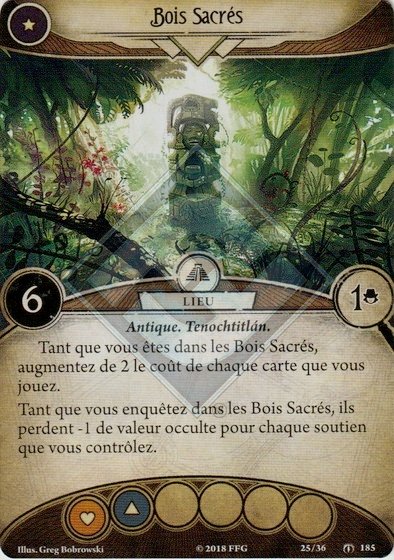 Bois Sacrés
6
1
LIEU
Antique. Tenochtitlán.
Tant que vous êtes dans les Bois Sacrés,
augmentez de 2 le coût de chaque carte que vous
jouez.
Tant que vous enquêtez dans les Bois Sacrés, ils
perdent -1 de valeur occulte pour chaque soutien
que vous contrôlez.
Illus. Greg Bobrowski © 2018 FFG 25/36 185